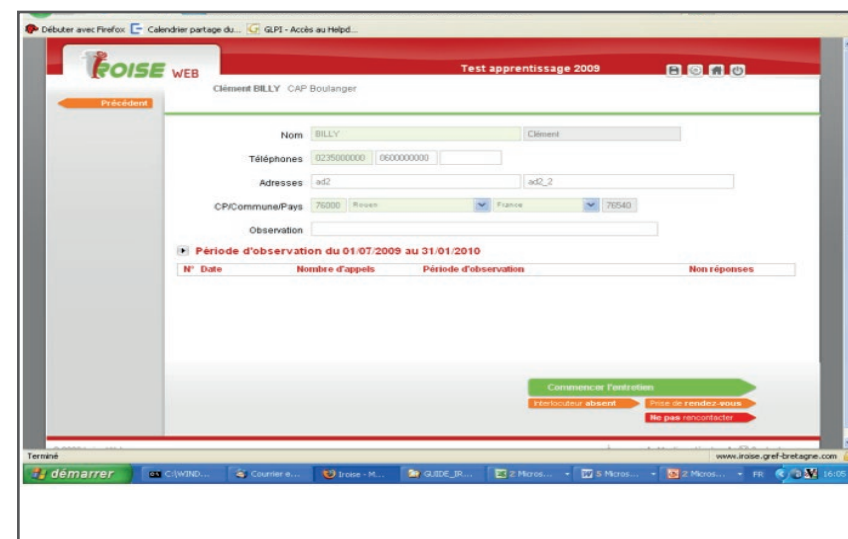 Débuter avec Firefox Calendrier partage du... GLPI - Accès au Helpd...
IROISE WEB Test apprentissage 2009
Clément BILLY CAP Boulanger
Précédent
Nom BILLY Clément
Téléphones 0235000000 0600000000
Adresses ad2 ad2_2
CP/Commune/Pays 76000 Rouen France 76540
Observation
Période d'observation du 01/07/2009 au 31/01/2010
N° Date Nombre d'appels Période d'observation Non réponses
Commencer l'entretien
Interlocuteur absent Prise de rendez-vous
Ne pas recontacter
Terminé www.iroise.gref-bretagne.com
démarrer C:\WIND... Courrier e... Iroise - M... GUIDE_IR... 2 Micros... 5 Micros... 2 Micros... FR 16:05